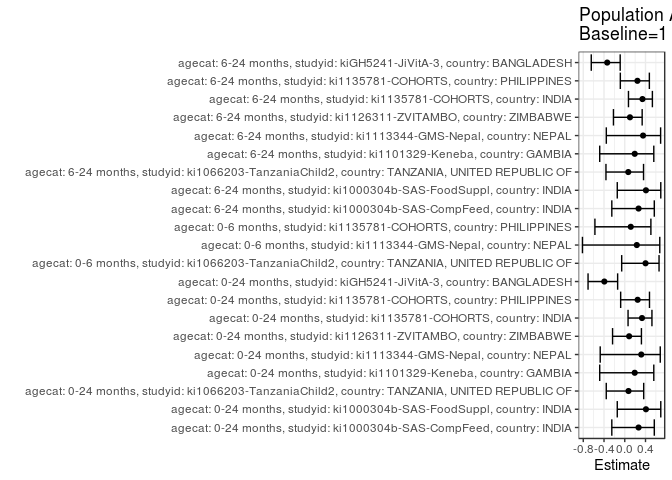 Population A
Baseline=1
agecat: 6-24 months, studyid: kiGH5241-JiVitA-3, country: BANGLADESH
agecat: 6-24 months, studyid: ki1135781-COHORTS, country: PHILIPPINES
agecat: 6-24 months, studyid: ki1135781-COHORTS, country: INDIA
agecat: 6-24 months, studyid: ki1126311-ZVITAMBO, country: ZIMBABWE
agecat: 6-24 months, studyid: ki1113344-GMS-Nepal, country: NEPAL
agecat: 6-24 months, studyid: ki1101329-Keneba, country: GAMBIA
agecat: 6-24 months, studyid: ki1066203-TanzaniaChild2, country: TANZANIA, UNITED REPUBLIC OF
agecat: 6-24 months, studyid: ki1000304b-SAS-FoodSuppl, country: INDIA
agecat: 6-24 months, studyid: ki1000304b-SAS-CompFeed, country: INDIA
agecat: 0-6 months, studyid: ki1135781-COHORTS, country: PHILIPPINES
agecat: 0-6 months, studyid: ki1113344-GMS-Nepal, country: NEPAL
agecat: 0-6 months, studyid: ki1066203-TanzaniaChild2, country: TANZANIA, UNITED REPUBLIC OF
agecat: 0-24 months, studyid: kiGH5241-JiVitA-3, country: BANGLADESH
agecat: 0-24 months, studyid: ki1135781-COHORTS, country: PHILIPPINES
agecat: 0-24 months, studyid: ki1135781-COHORTS, country: INDIA
agecat: 0-24 months, studyid: ki1126311-ZVITAMBO, country: ZIMBABWE
agecat: 0-24 months, studyid: ki1113344-GMS-Nepal, country: NEPAL
agecat: 0-24 months, studyid: ki1101329-Keneba, country: GAMBIA
agecat: 0-24 months, studyid: ki1066203-TanzaniaChild2, country: TANZANIA, UNITED REPUBLIC OF
agecat: 0-24 months, studyid: ki1000304b-SAS-FoodSuppl, country: INDIA
agecat: 0-24 months, studyid: ki1000304b-SAS-CompFeed, country: INDIA
-0.8 -0.4 0.0 0.4
Estimate